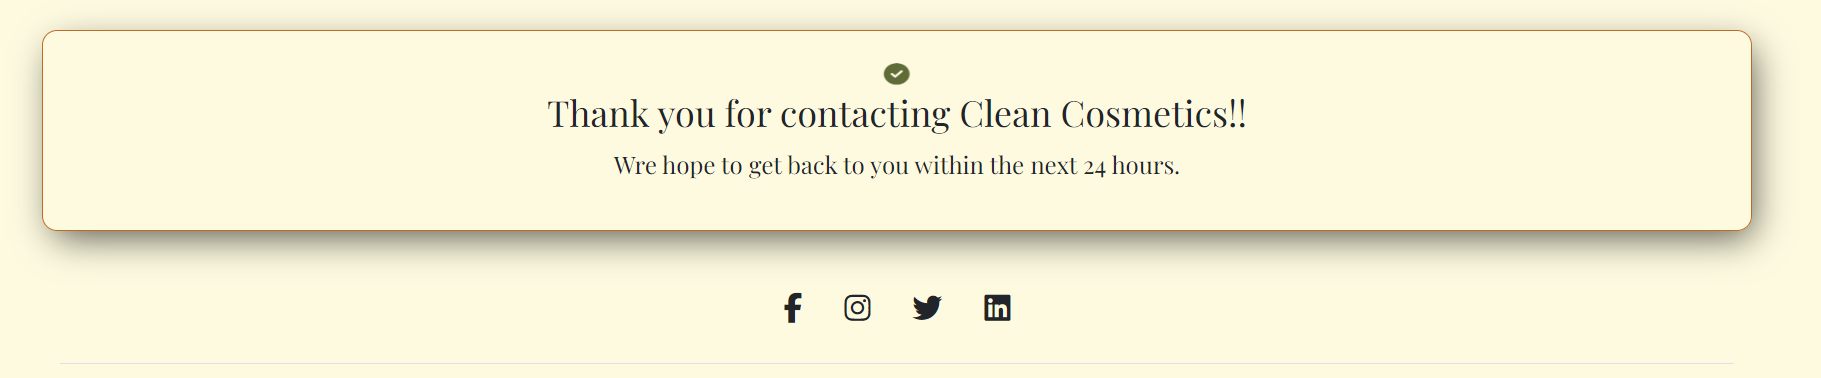 Thank you for contacting Clean Cosmetics!!
Wre hope to get back to you within the next 24 hours.